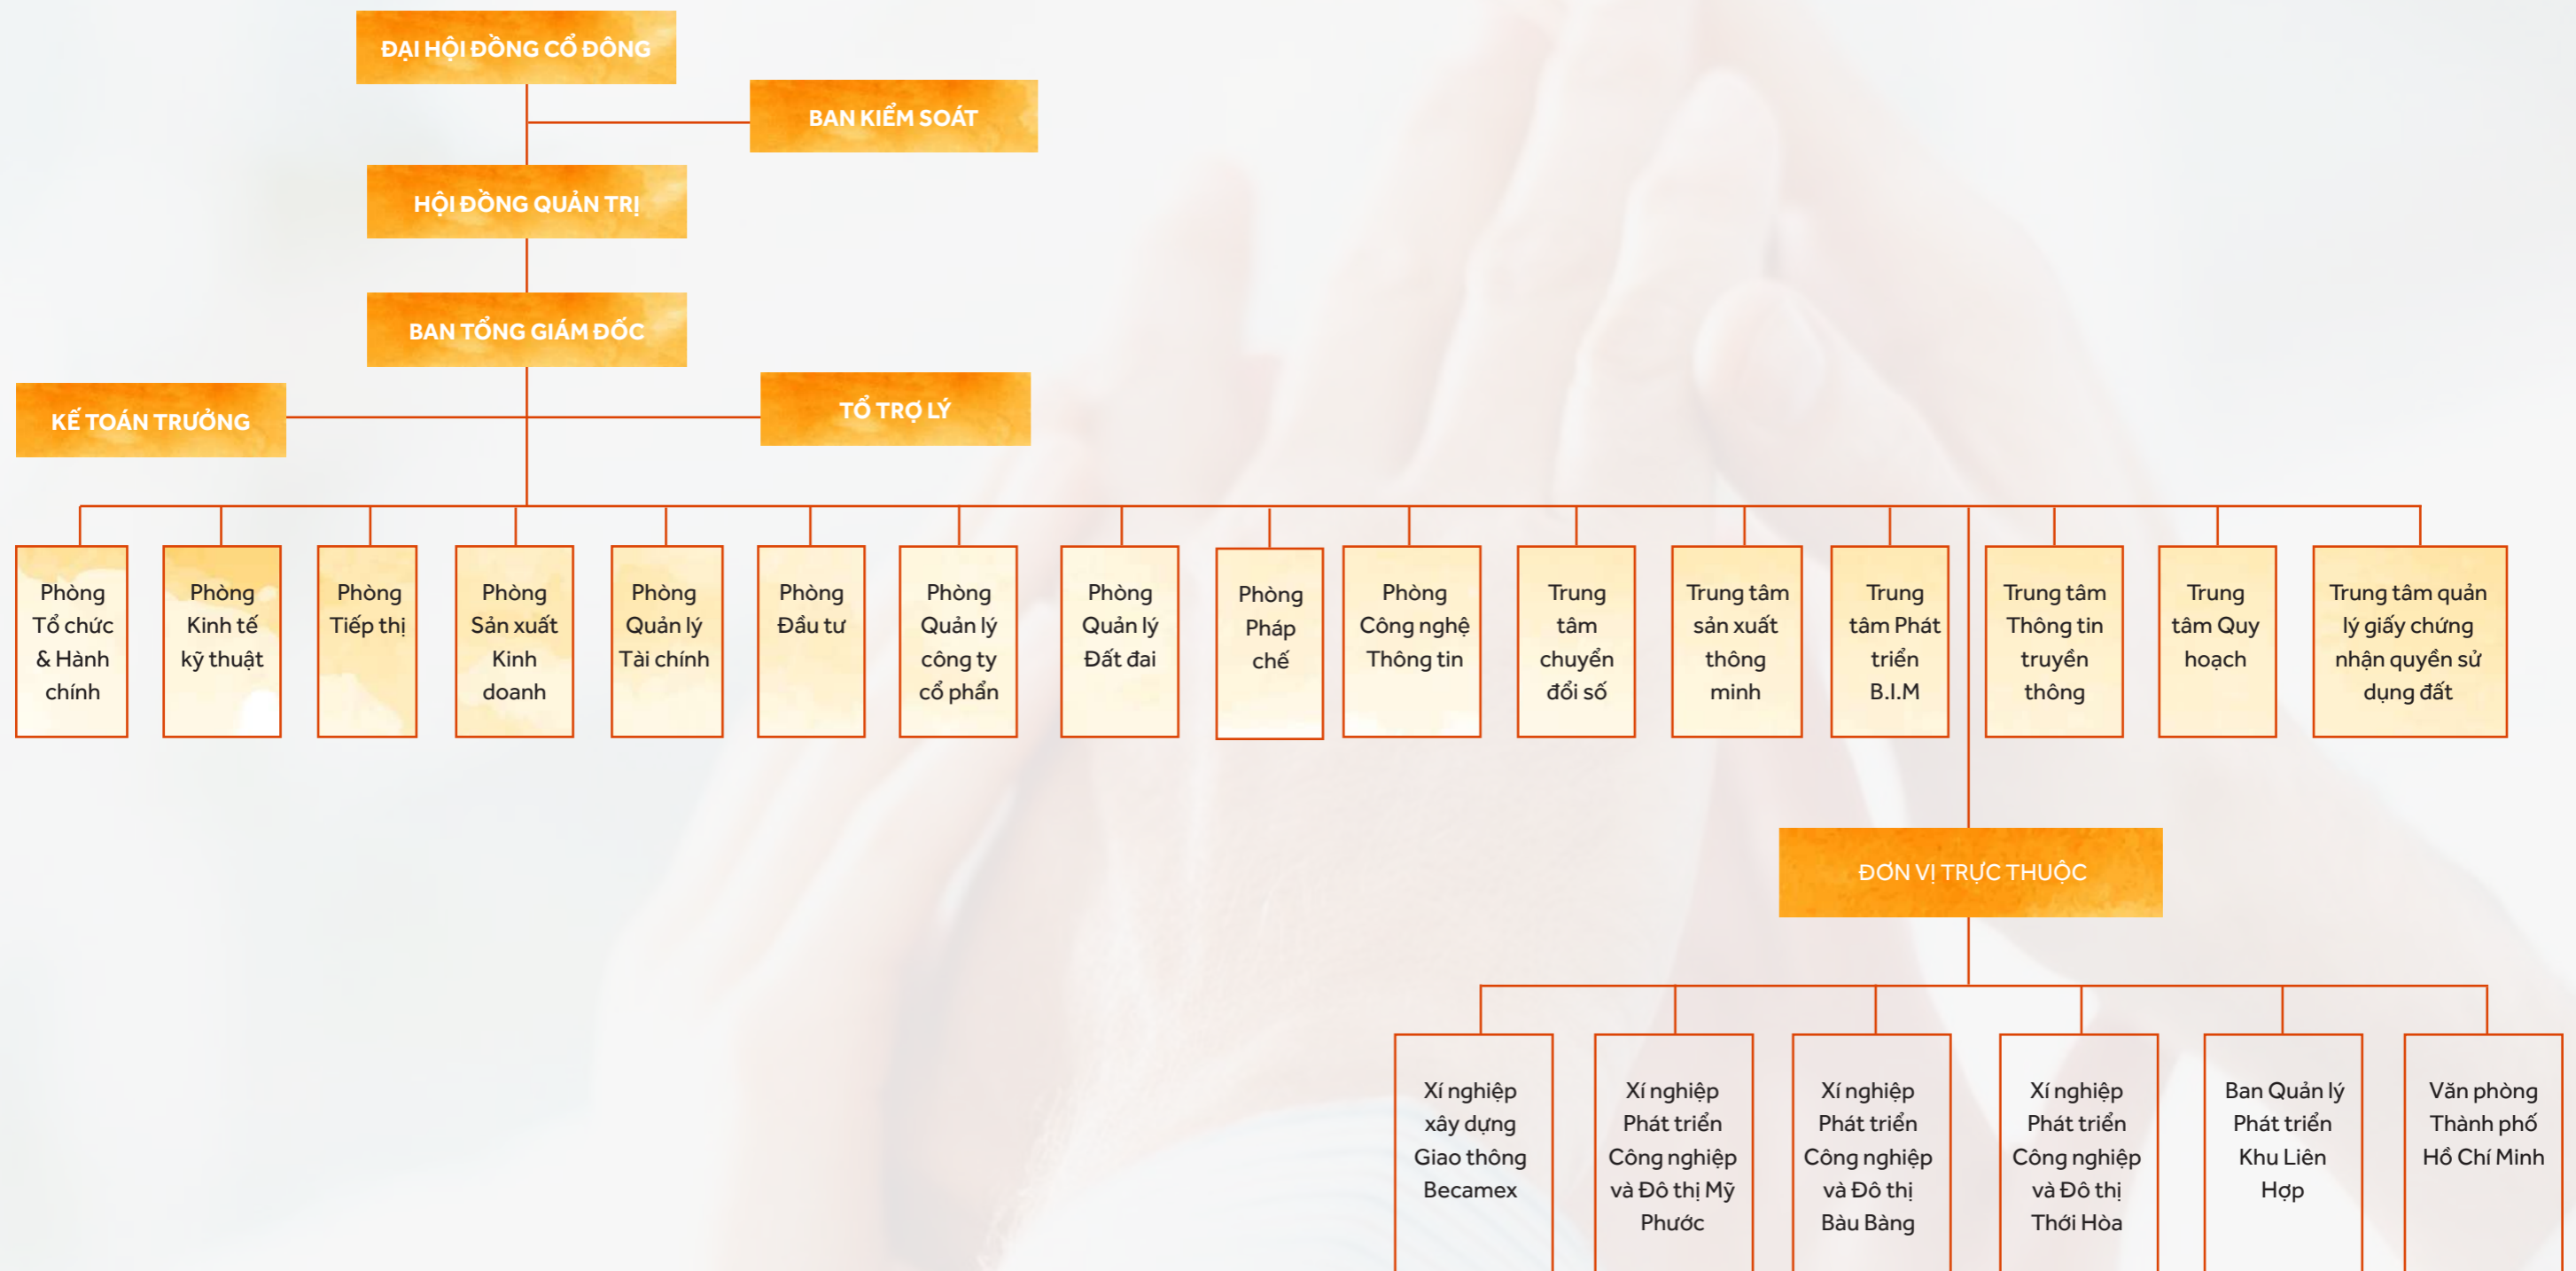 ĐẠI HỘI ĐỒNG CỔ ĐÔNG
BAN KIỂM SOÁT
HỘI ĐỒNG QUẢN TRỊ
BAN TỔNG GIÁM ĐỐC
KẾ TOÁN TRƯỞNG
TỔ TRỢ LÝ
Phòng
Tổ chức
& Hành
chính
Phòng
Kinh tế
kỹ thuật
Phòng
Tiếp thị
Phòng
Sản xuất
Kinh
doanh
Phòng
Quản lý
Tài chính
Phòng
Đầu tư
Phòng
Quản lý
công ty
cổ phẩn
Phòng
Quản lý
Đất đai
Phòng
Pháp
chế
Phòng
Công nghệ
Thông tin
Trung
tâm
chuyển
đổi số
Trung tâm
sản xuất
thông
minh
Trung
tâm Phát
triển
B.I.M
Trung tâm
Thông tin
truyền
thông
Trung
tâm Quy
hoạch
Trung tâm quản
lý giấy chứng
nhận quyền sử
dụng đất
ĐƠN VỊ TRỰC THUỘC
Xí nghiệp
xây dựng
Giao thông
Becamex
Xí nghiệp
Phát triển
Công nghiệp
và Đô thị Mỹ
Phước
Xí nghiệp
Phát triển
Công nghiệp
và Đô thị
Bàu Bàng
Xí nghiệp
Phát triển
Công nghiệp
và Đô thị
Thới Hòa
Ban Quản lý
Phát triển
Khu Liên
Hợp
Văn phòng
Thành phố
Hồ Chí Minh